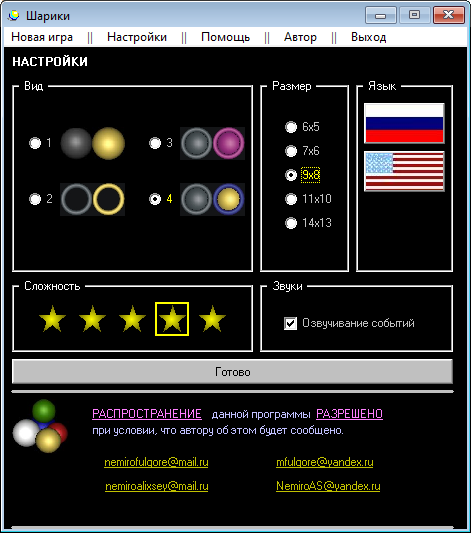 Шарики
Новая игра || Настройки || Помощь || Автор || Выход
НАСТРОЙКИ
Вид
1
3
2
4
Размер
6x5
7x6
9x8
11x10
14x13
Язык
Сложность
Звуки
Озвучивание событий
Готово
РАСПРОСТРАНЕНИЕ данной программы РАЗРЕШЕНО
при условии, что автору об этом будет сообщено.
nemirofulgore@mail.ru mfulgore@yandex.ru
nemiroalixsey@mail.ru NemiroAS@yandex.ru